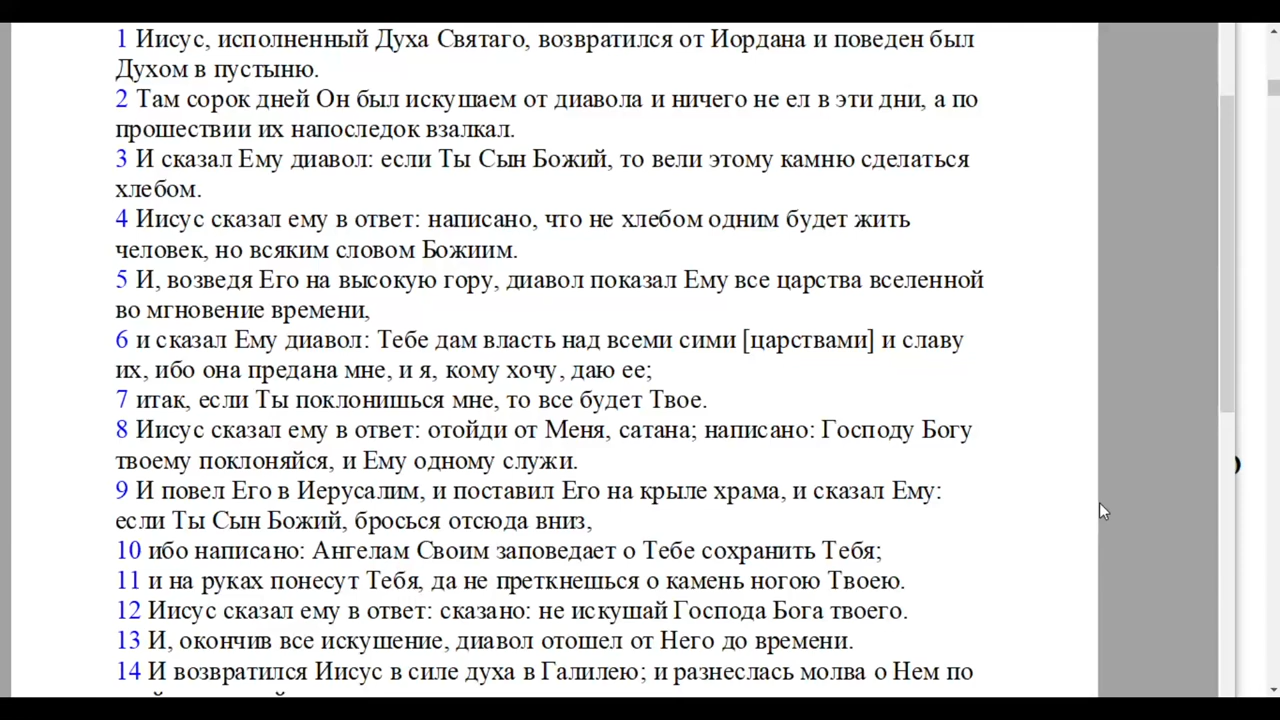 1 Иисус, исполненный Духа Святаго, возвратился от Иордана и поведен был
Духом в пустыню.
2 Там сорок дней Он был искушаем от диавола и ничего не ел в эти дни, а по
прошествии их напоследок взалкал.
3 И сказал Ему диавол: если Ты Сын Божий, то вели этому камню сделаться
хлебом.
4 Иисус сказал ему в ответ: написано, что не хлебом одним будет жить
человек, но всяким словом Божиим.
5 И, возведя Его на высокую гору, диавол показал Ему все царства вселенной
во мгновение времени,
6 и сказал Ему диавол: Тебе дам власть над всеми сими [царствами] и славу
их, ибо она предана мне, и я, кому хочу, даю ее;
7 итак, если Ты поклонишься мне, то все будет Твое.
8 Иисус сказал ему в ответ: отойди от Меня, сатана; написано: Господу Богу
твоему поклоняйся, и Ему одному служи.
9 И повел Его в Иерусалим, и поставил Его на крыле храма, и сказал Ему:
если Ты Сын Божий, бросься отсюда вниз,
10 ибо написано: Ангелам Своим заповедает о Тебе сохранить Тебя;
11 и на руках понесут Тебя, да не преткнешься о камень ногою Твоею.
12 Иисус сказал ему в ответ: сказано: не искушай Господа Бога твоего.
13 И, окончив все искушение, диавол отошел от Него до времени.
14 И возвратился Иисус в силе духа в Галилею; и разнеслась молва о Нем по